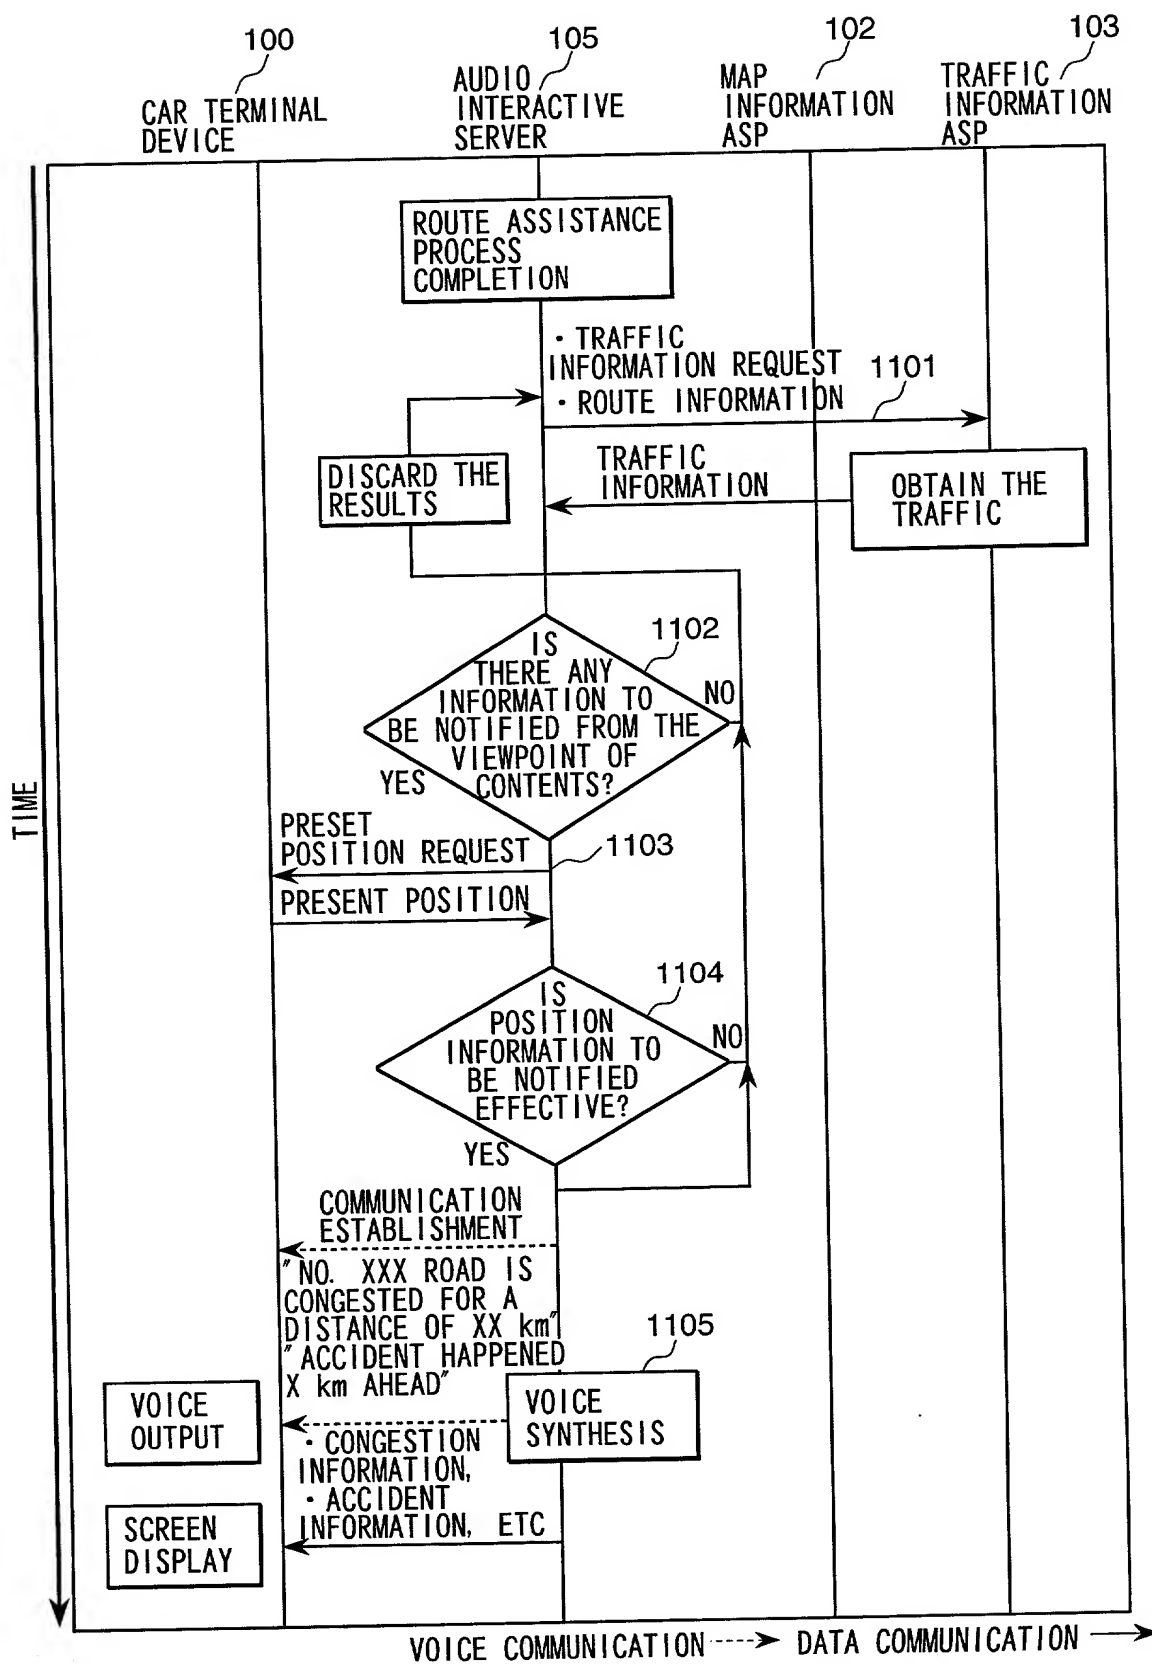 100
105
102
103
CAR TERMINAL
DEVICE
AUDIO
INTERACTIVE
SERVER
MAP
INFORMATION
ASP
TRAFFIC
INFORMATION
ASP
ROUTE ASSISTANCE
PROCESS
COMPLETION
· TRAFFIC
INFORMATION REQUEST
· ROUTE INFORMATION
1101
DISCARD THE
RESULTS
TRAFFIC
INFORMATION
OBTAIN THE
TRAFFIC
1102
IS
THERE ANY
INFORMATION TO
BE NOTIFIED FROM THE
VIEWPOINT OF
CONTENTS?
NO
YES
TIME
PRESET
POSITION REQUEST
1103
PRESENT POSITION
1104
IS
POSITION
INFORMATION TO
BE NOTIFIED
EFFECTIVE?
NO
YES
COMMUNICATION
ESTABLISHMENT
"NO. XXX ROAD IS
CONGESTED FOR A
DISTANCE OF XX km"
"ACCIDENT HAPPENED
X km AHEAD"
1105
VOICE
OUTPUT
VOICE
SYNTHESIS
· CONGESTION
INFORMATION,
· ACCIDENT
INFORMATION, ETC
SCREEN
DISPLAY
VOICE COMMUNICATION
DATA COMMUNICATION